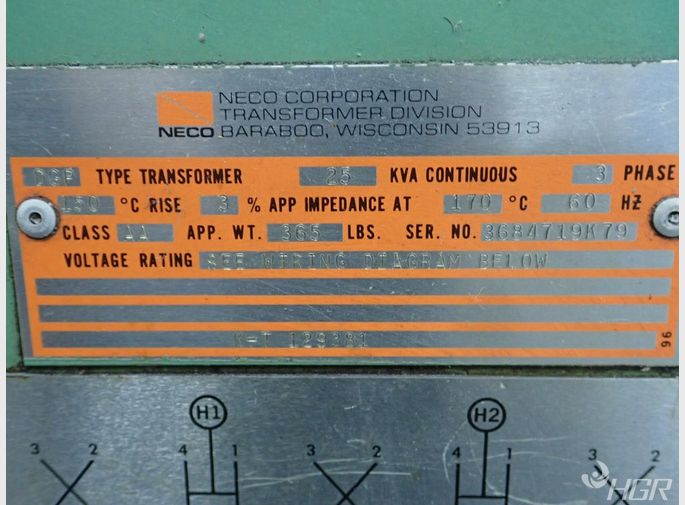 NECO CORPORATION
TRANSFORMER DIVISION
NECO BARABOO, WISCONSIN 53913
TYPE TRANSFORMER 25 KVA CONTINUOUS 3 PHASE
150 °C RISE 3 % APP IMPEDANCE AT 170 °C 60 HZ
CLASS AA APP. WT. 365 LBS. SER. NO. 3684719K79
VOLTAGE RATING SEE WIRING DIAGRAM BELOW
K-T 129381
96
H1 H2
3 2 4 1 3 2 4 1 3 2
HGR